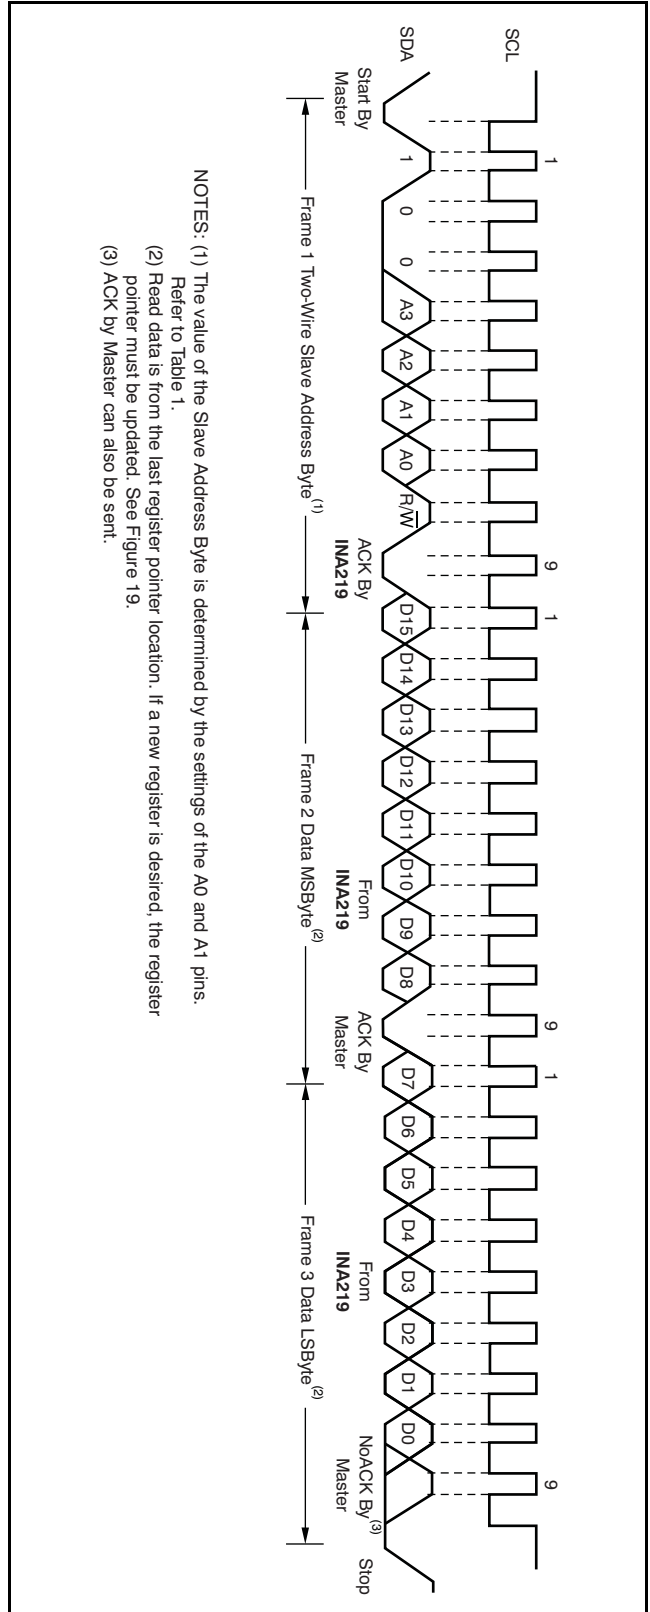 1 9 1 9 1 9
SCL
SDA 1 0 0 A3 A2 A1 A0 R/W D15 D14 D13 D12 D11 D10 D9 D8 D7 D6 D5 D4 D3 D2 D1 D0
Start By
Master
ACK By
INA219
From
INA219
ACK By
Master
From
INA219
NoACK By(3)
Master
Stop
Frame 1 Two-Wire Slave Address Byte(1)
Frame 2 Data MSByte(2)
Frame 3 Data LSByte(2)
NOTES: (1) The value of the Slave Address Byte is determined by the settings of the A0 and A1 pins.
Refer to Table 1.
(2) Read data is from the last register pointer location. If a new register is desired, the register
pointer must be updated. See Figure 19.
(3) ACK by Master can also be sent.